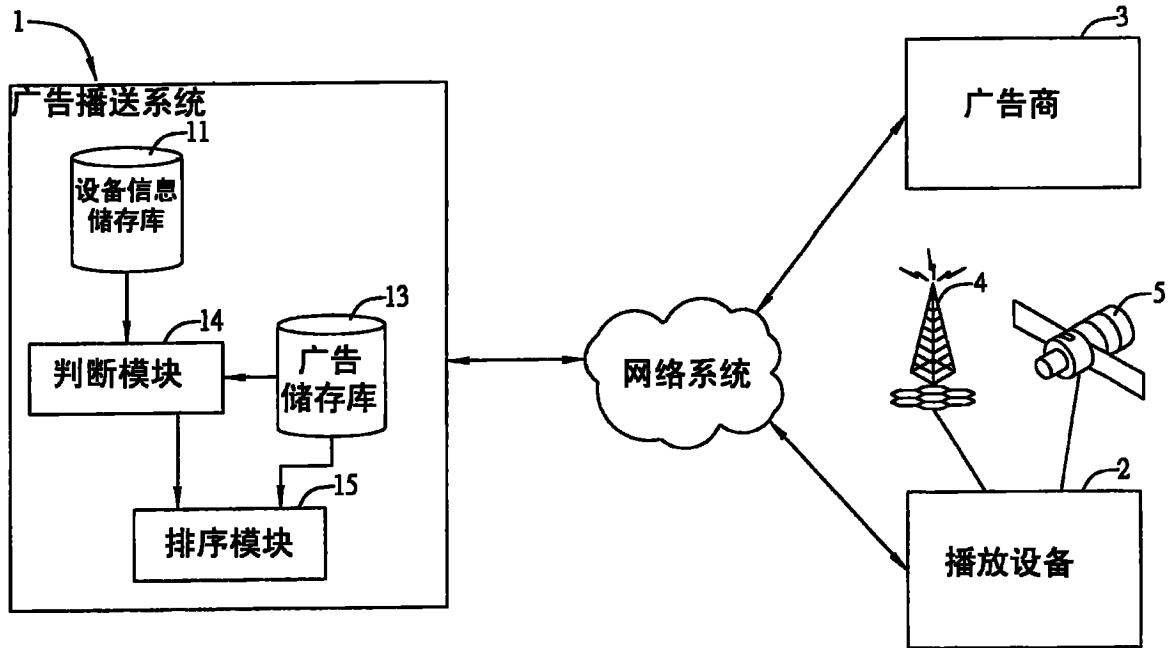 1
广告播送系统
11
设备信息
储存库
13
广告
储存库
14
判断模块
15
排序模块
网络系统
3
广告商
4
5
2
播放设备